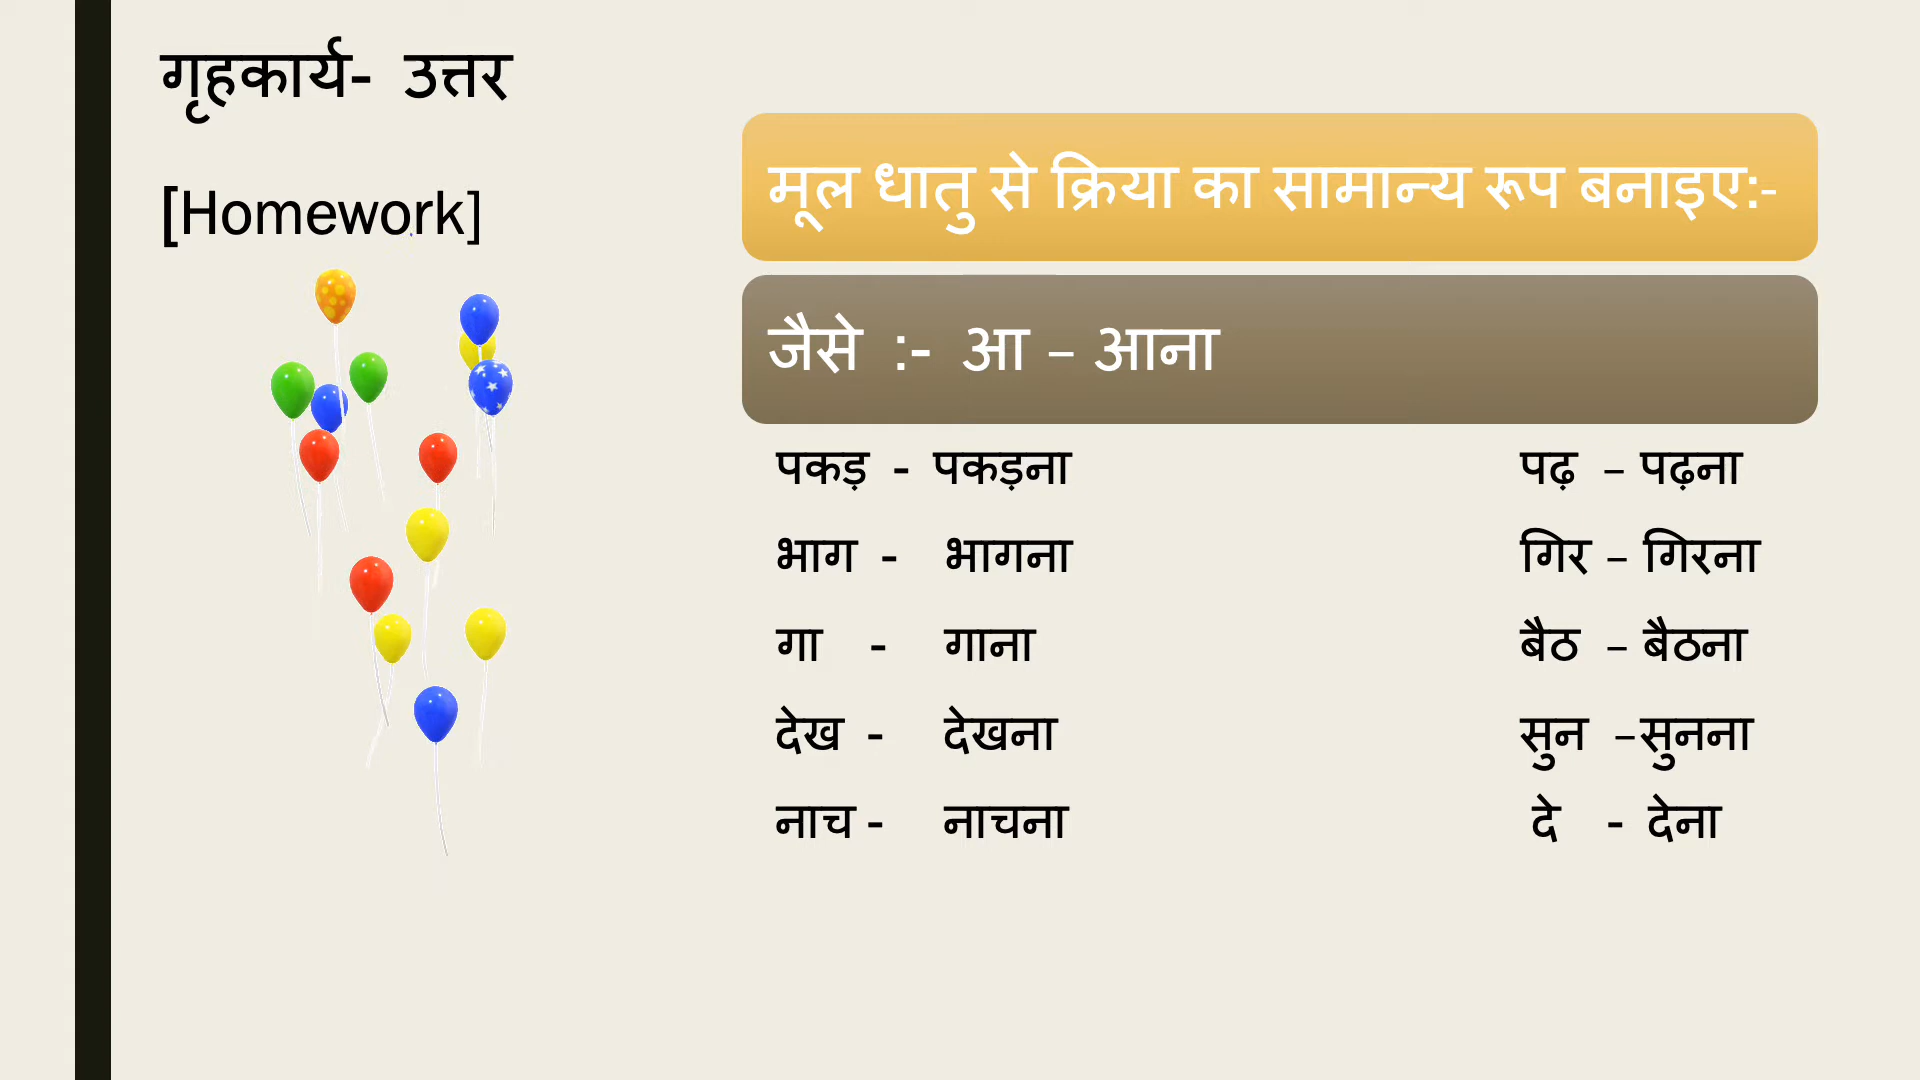 गृहकार्य- उत्तर
[Homework]
मूल धातु से क्रिया का सामान्य रूप बनाइए:-
जैसे :- आ – आना
पकड़ - पकड़ना
भाग - भागना
गा - गाना
देख - देखना
नाच - नाचना
पढ़ – पढ़ना
गिर – गिरना
बैठ – बैठना
सुन –सुनना
दे - देना